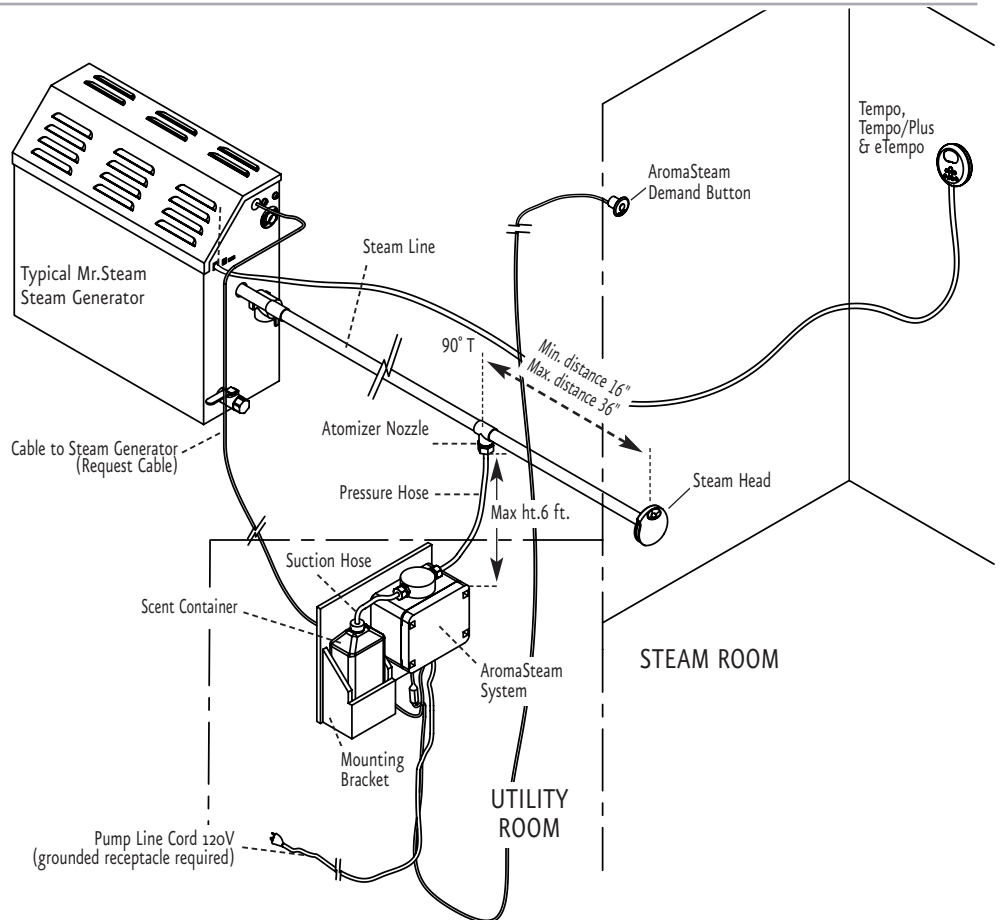 Tempo,
Tempo/Plus
& eTempo
AromaSteam
Demand Button
Steam Line
Typical Mr.Steam
Steam Generator
90° T
Min. distance 16"
Max. distance 36"
Atomizer Nozzle
Cable to Steam Generator
(Request Cable)
Pressure Hose
Steam Head
Max ht.6 ft.
Suction Hose
Scent Container
STEAM ROOM
AromaSteam
System
Mounting
Bracket
UTILITY
ROOM
Pump Line Cord 120V
(grounded receptacle required)